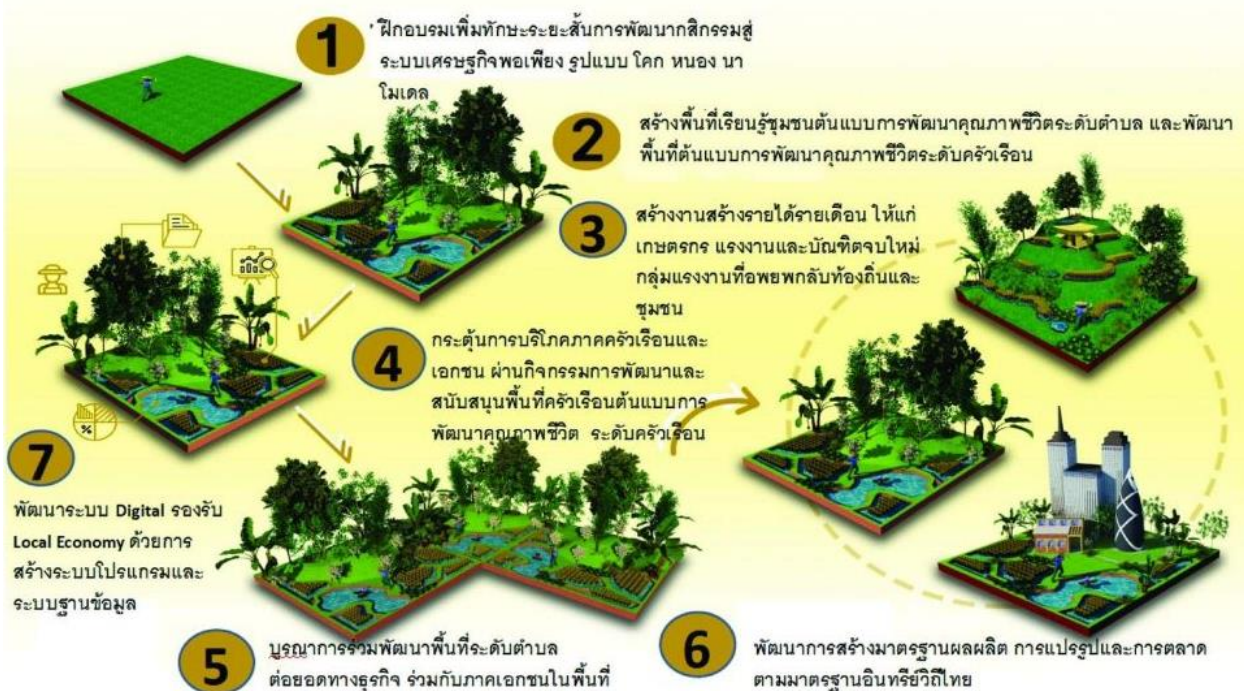 1
' ฝึกอบรมเพิ่มทักษะระยะสั้นการพัฒนากสิกรรมสู่
ระบบเศรษฐกิจพอเพียง รูปแบบ โคก หนอง นา
โมเดล
2
สร้างพื้นที่เรียนรู้ชุมชนต้นแบบการพัฒนาคุณภาพชีวิตระดับตำบล และพัฒนา
พื้นที่ต้นแบบการพัฒนาคุณภาพชีวิตระดับครัวเรือน
3
สร้างงานสร้างรายได้รายเดือน ให้แก่
เกษตรกร แรงงานและบัณฑิตจบใหม่
กลุ่มแรงงานที่อพยพกลับท้องถิ่นและ
ชุมชน
4
กระตุ้นการบริโภคภาคครัวเรือนและ
เอกชน ผ่านกิจกรรมการพัฒนาและ
สนับสนุนพื้นที่ครัวเรือนต้นแบบการ
พัฒนาคุณภาพชีวิต ระดับครัวเรือน
%
7
พัฒนาระบบ Digital รองรับ
Local Economy ด้วยการ
สร้างระบบโปรแกรมและ
ระบบฐานข้อมูล
5
บูรณาการร่วมพัฒนาพื้นที่ระดับตำบล
ต่อยอดทางธุรกิจ ร่วมกับภาคเอกชนในพื้นที่
6
พัฒนาการสร้างมาตรฐานผลผลิต การแปรรูปและการตลาด
ตามมาตรฐานอินทรีย์วิถีไทย